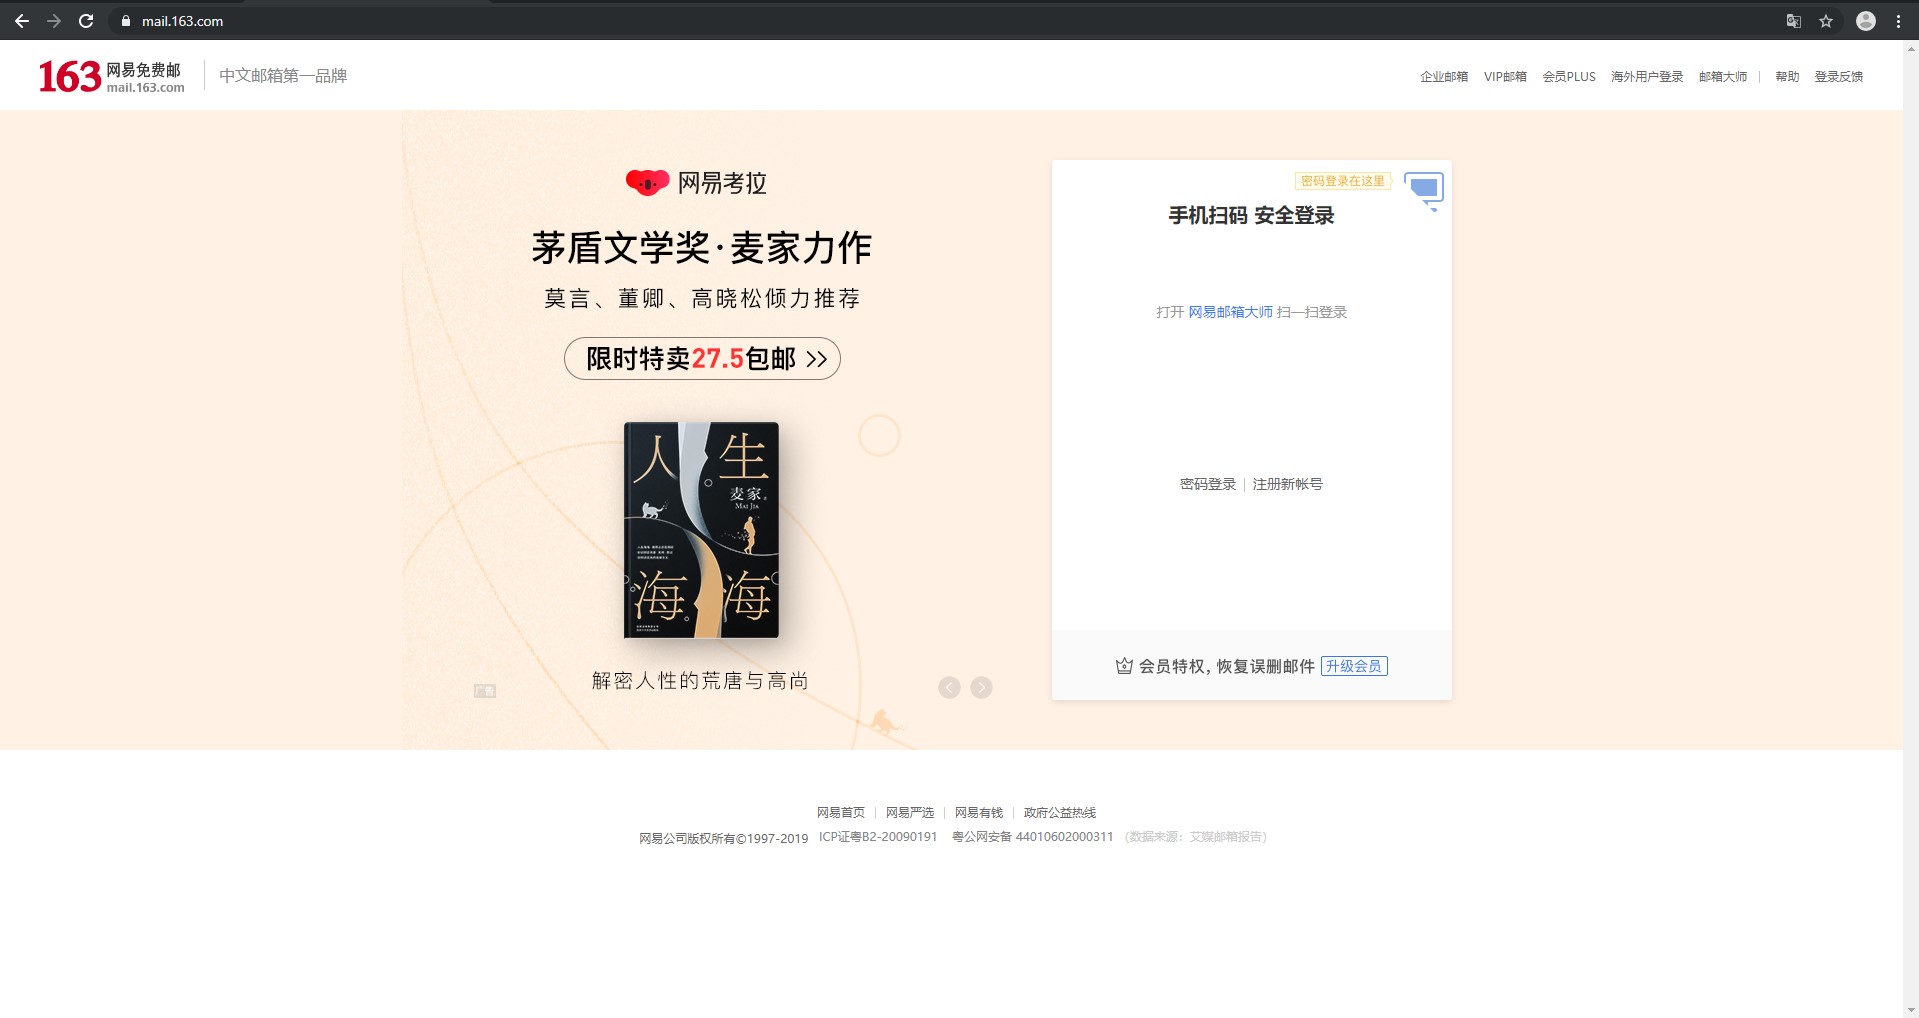 mail.163.com
163 网易免费邮
mail.163.com
中文邮箱第一品牌
企业邮箱 VIP邮箱 会员PLUS 海外用户登录 邮箱大师 | 帮助 登录反馈
网易考拉
茅盾文学奖·麦家力作
莫言、董卿、高晓松倾力推荐
限时特卖27.5包邮 >>
人生
麦家
MAI JIA
海海
解密人性的荒唐与高尚
广告
密码登录在这里
手机扫码 安全登录
打开 网易邮箱大师 扫一扫登录
密码登录 | 注册新帐号
会员特权, 恢复误删邮件 升级会员
网易首页 | 网易严选 | 网易有钱 | 政府公益热线
网易公司版权所有©1997-2019 ICP证粤B2-20090191 粤公网安备 44010602000311 (数据来源：艾媒邮箱报告)